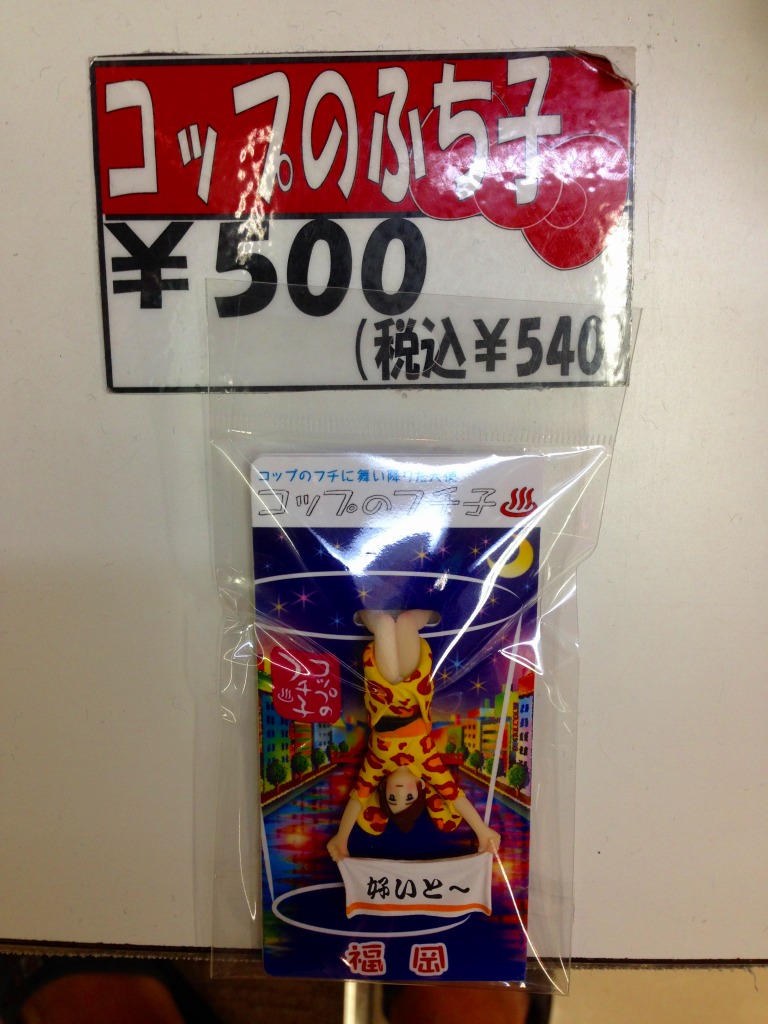 コップのふち子
¥500
(税込¥540)
コップのフチに舞い降りた天使
コップのフチ子
コップの
フチ子
好いと〜
福岡